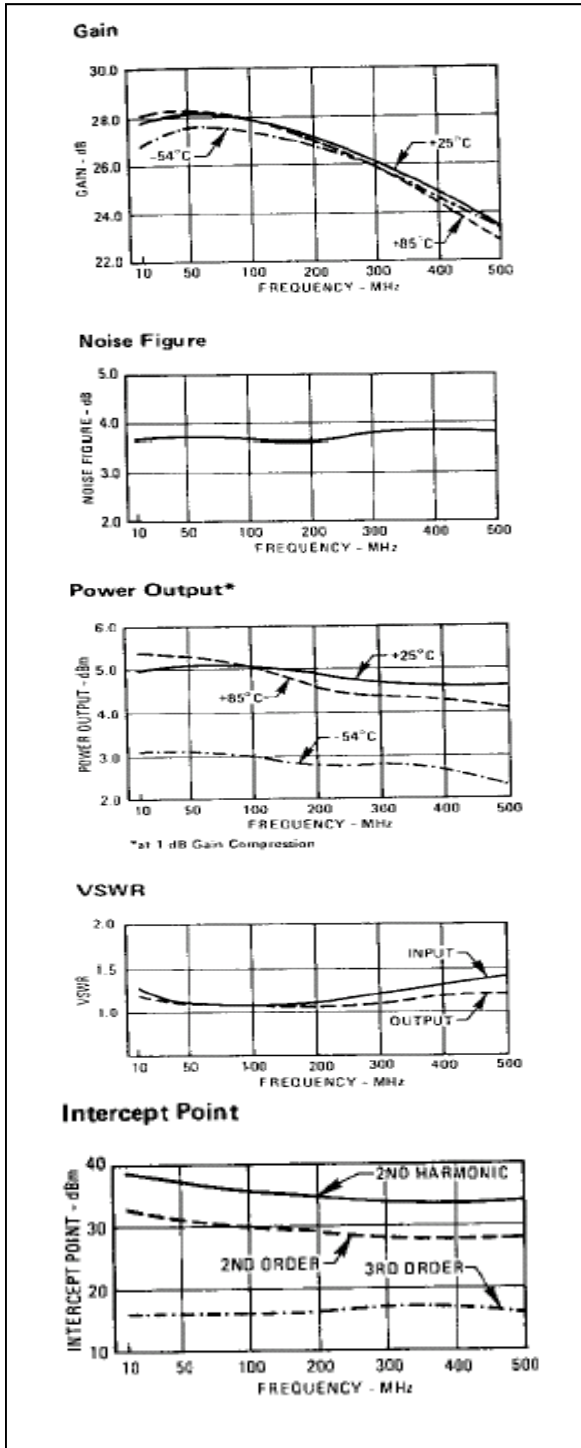 Gain
30.0
28.0
26.0
24.0
22.0
GAIN - dB
-54°C
+25°C
+85°C
10 50 100 200 300 400 500
FREQUENCY - MHz
Noise Figure
5.0
4.0
3.0
2.0
NOISE FIGURE - dB
10 50 100 200 300 400 500
FREQUENCY - MHz
Power Output*
6.0
5.0
4.0
3.0
2.0
POWER OUTPUT - dBm
+25°C
+85°C
-54°C
10 50 100 200 300 400 500
FREQUENCY - MHz
*at 1 dB Gain Compression
VSWR
2.0
1.5
1.0
VSWR
INPUT
OUTPUT
10 50 100 200 300 400 500
FREQUENCY - MHz
Intercept Point
40
30
20
10
INTERCEPT POINT - dBm
2ND HARMONIC
2ND ORDER
3RD ORDER
10 50 100 200 300 400 500
FREQUENCY - MHz